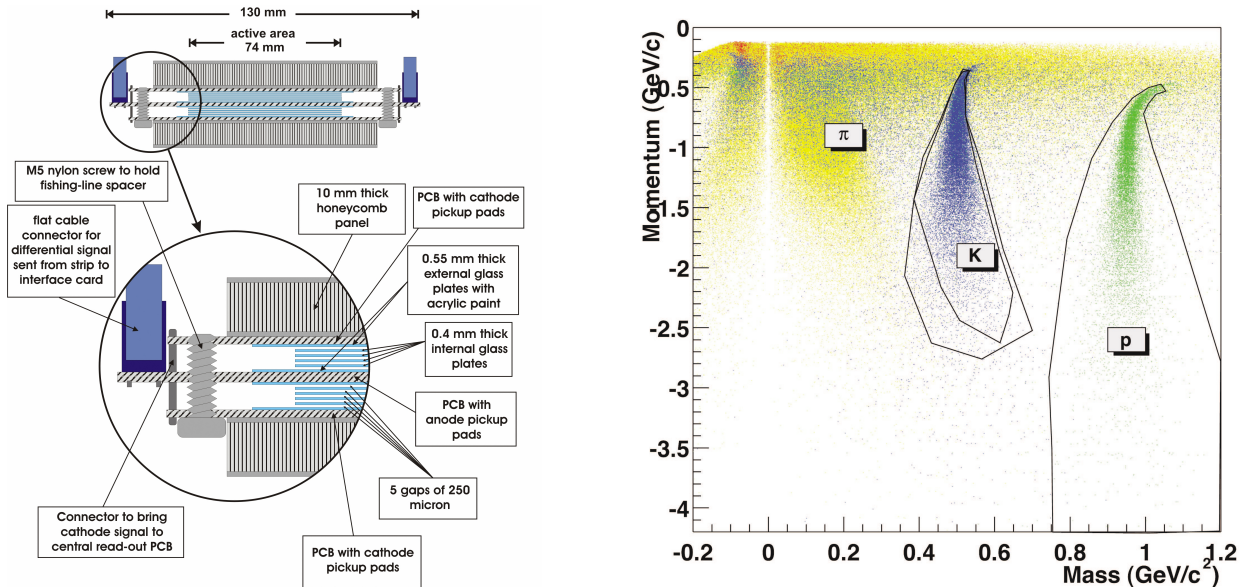 130 mm
active area
74 mm
M5 nylon screw to hold
fishing-line spacer
flat cable
connector for
differential signal
sent from strip to
interface card
10 mm thick
honeycomb
panel
PCB with cathode
pickup pads
0.55 mm thick
external glass
plates with
acrylic paint
0.4 mm thick
internal glass
plates
PCB with
anode pickup
pads
5 gaps of 250
micron
Connector to bring
cathode signal to
central read-out PCB
PCB with cathode
pickup pads
Momentum (GeV/c)
0
-0.5
-1
-1.5
-2
-2.5
-3
-3.5
-4
π
K
p
-0.2
0
0.2
0.4
0.6
0.8
1
1.2
Mass (GeV/c²)